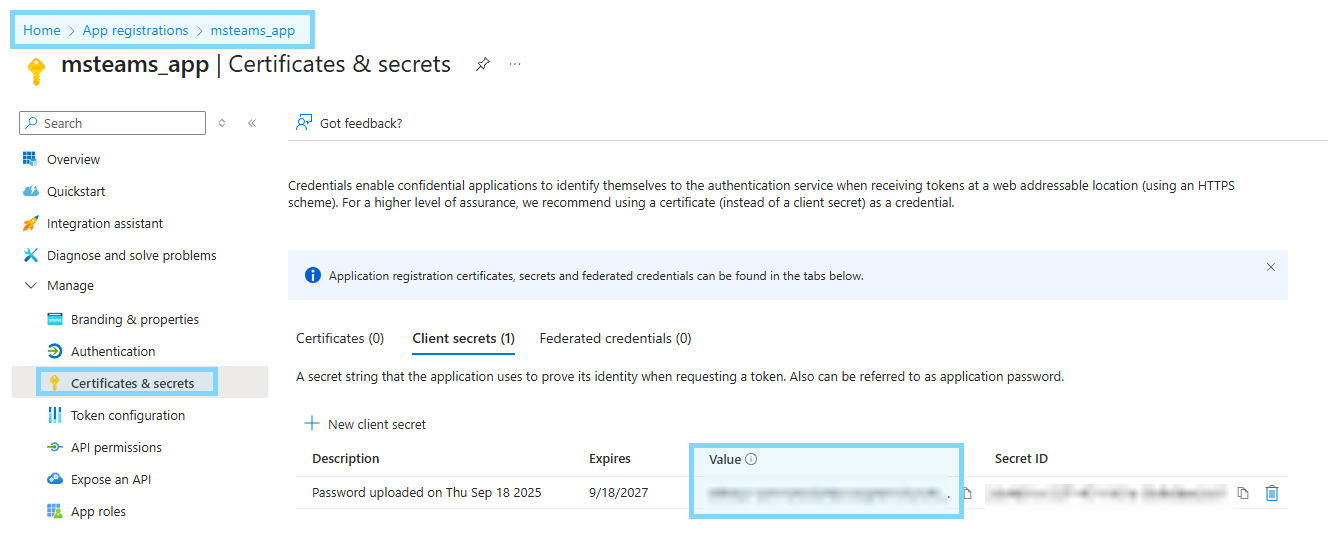 Home > App registrations > msteams_app
msteams_app | Certificates & secrets
Search
Got feedback?
Overview
Quickstart
Integration assistant
Diagnose and solve problems
Manage
Branding & properties
Authentication
Certificates & secrets
Token configuration
API permissions
Expose an API
App roles
Credentials enable confidential applications to identify themselves to the authentication service when receiving tokens at a web addressable location (using an HTTPS
scheme). For a higher level of assurance, we recommend using a certificate (instead of a client secret) as a credential.
Application registration certificates, secrets and federated credentials can be found in the tabs below.
Certificates (0) Client secrets (1) Federated credentials (0)
A secret string that the application uses to prove its identity when requesting a token. Also can be referred to as application password.
New client secret
Description Expires Value Secret ID
Password uploaded on Thu Sep 18 2025 9/18/2027